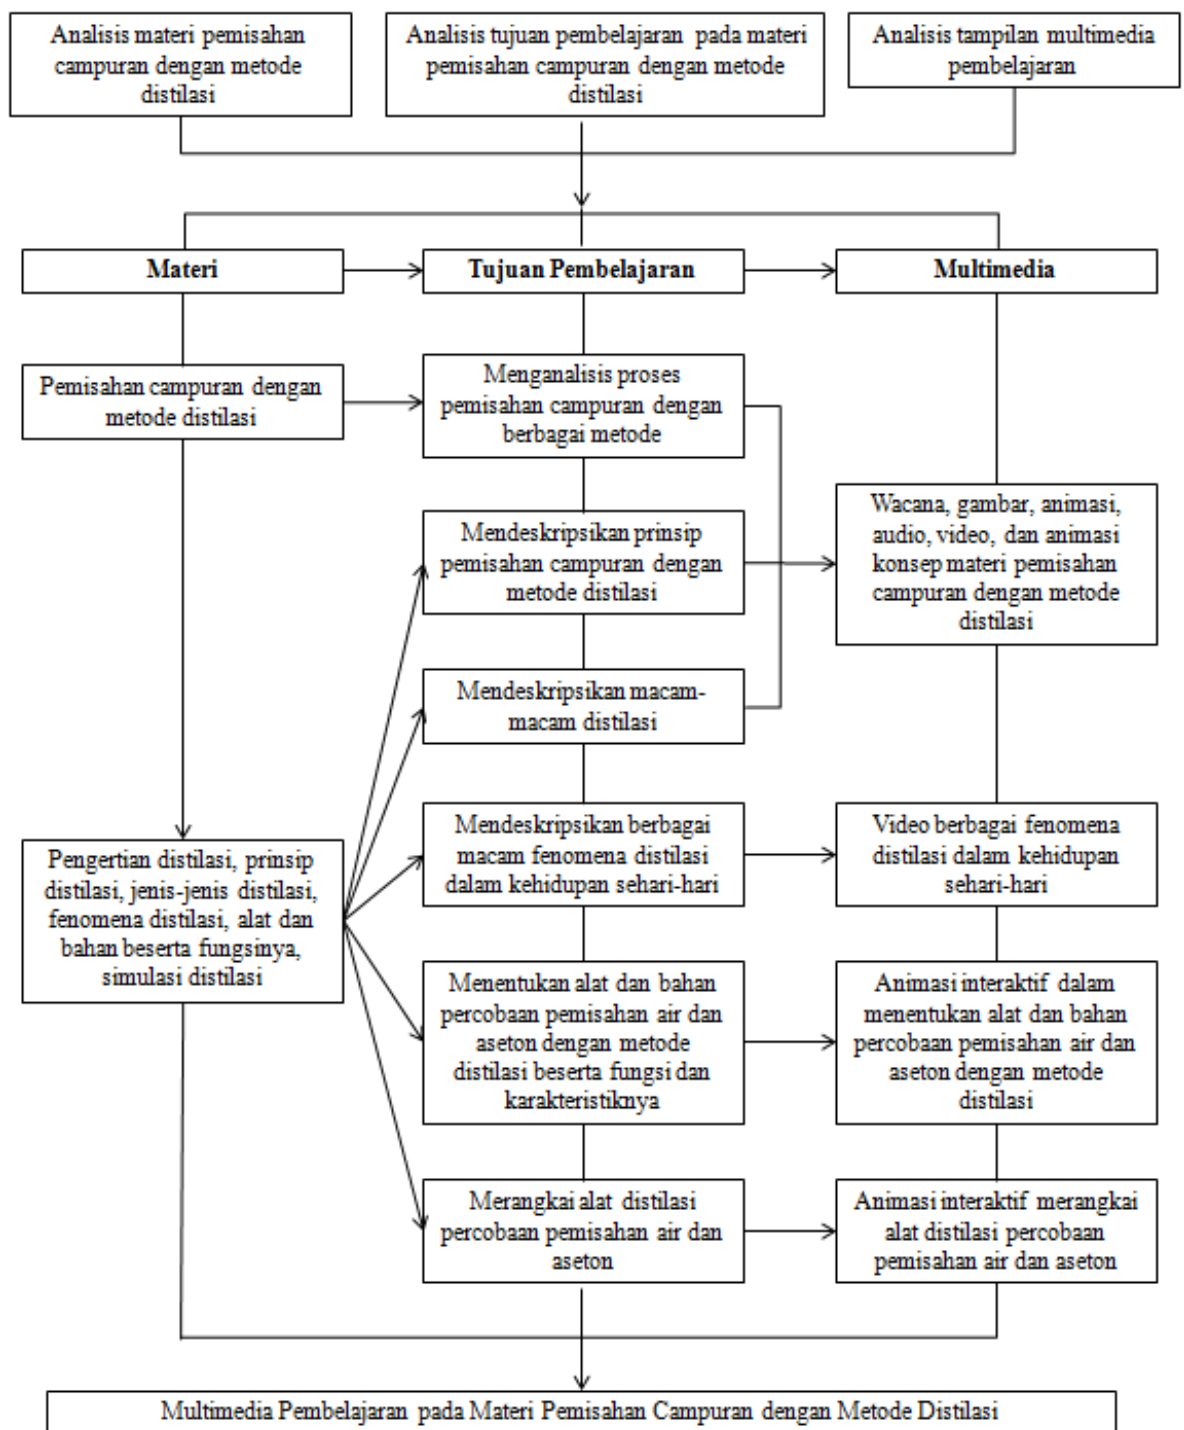 Analisis materi pemisahan
campuran dengan metode
distilasi
Analisis tujuan pembelajaran pada materi
pemisahan campuran dengan metode
distilasi
Analisis tampilan multimedia
pembelajaran
Materi
Tujuan Pembelajaran
Multimedia
Pemisahan campuran dengan
metode distilasi
Menganalisis proses
pemisahan campuran dengan
berbagai metode
Mendeskripsikan prinsip
pemisahan campuran dengan
metode distilasi
Wacana, gambar, animasi,
audio, video, dan animasi
konsep materi pemisahan
campuran dengan metode
distilasi
Mendeskripsikan macam-
macam distilasi
Pengertian distilasi, prinsip
distilasi, jenis-jenis distilasi,
fenomena distilasi, alat dan
bahan beserta fungsinya,
simulasi distilasi
Mendeskripsikan berbagai
macam fenomena distilasi
dalam kehidupan sehari-hari
Video berbagai fenomena
distilasi dalam kehidupan
sehari-hari
Menentukan alat dan bahan
percobaan pemisahan air dan
aseton dengan metode
distilasi beserta fungsi dan
karakteristiknya
Animasi interaktif dalam
menentukan alat dan bahan
percobaan pemisahan air dan
aseton dengan metode
distilasi
Merangkai alat distilasi
percobaan pemisahan air dan
aseton
Animasi interaktif merangkai
alat distilasi percobaan
pemisahan air dan aseton
Multimedia Pembelajaran pada Materi Pemisahan Campuran dengan Metode Distilasi